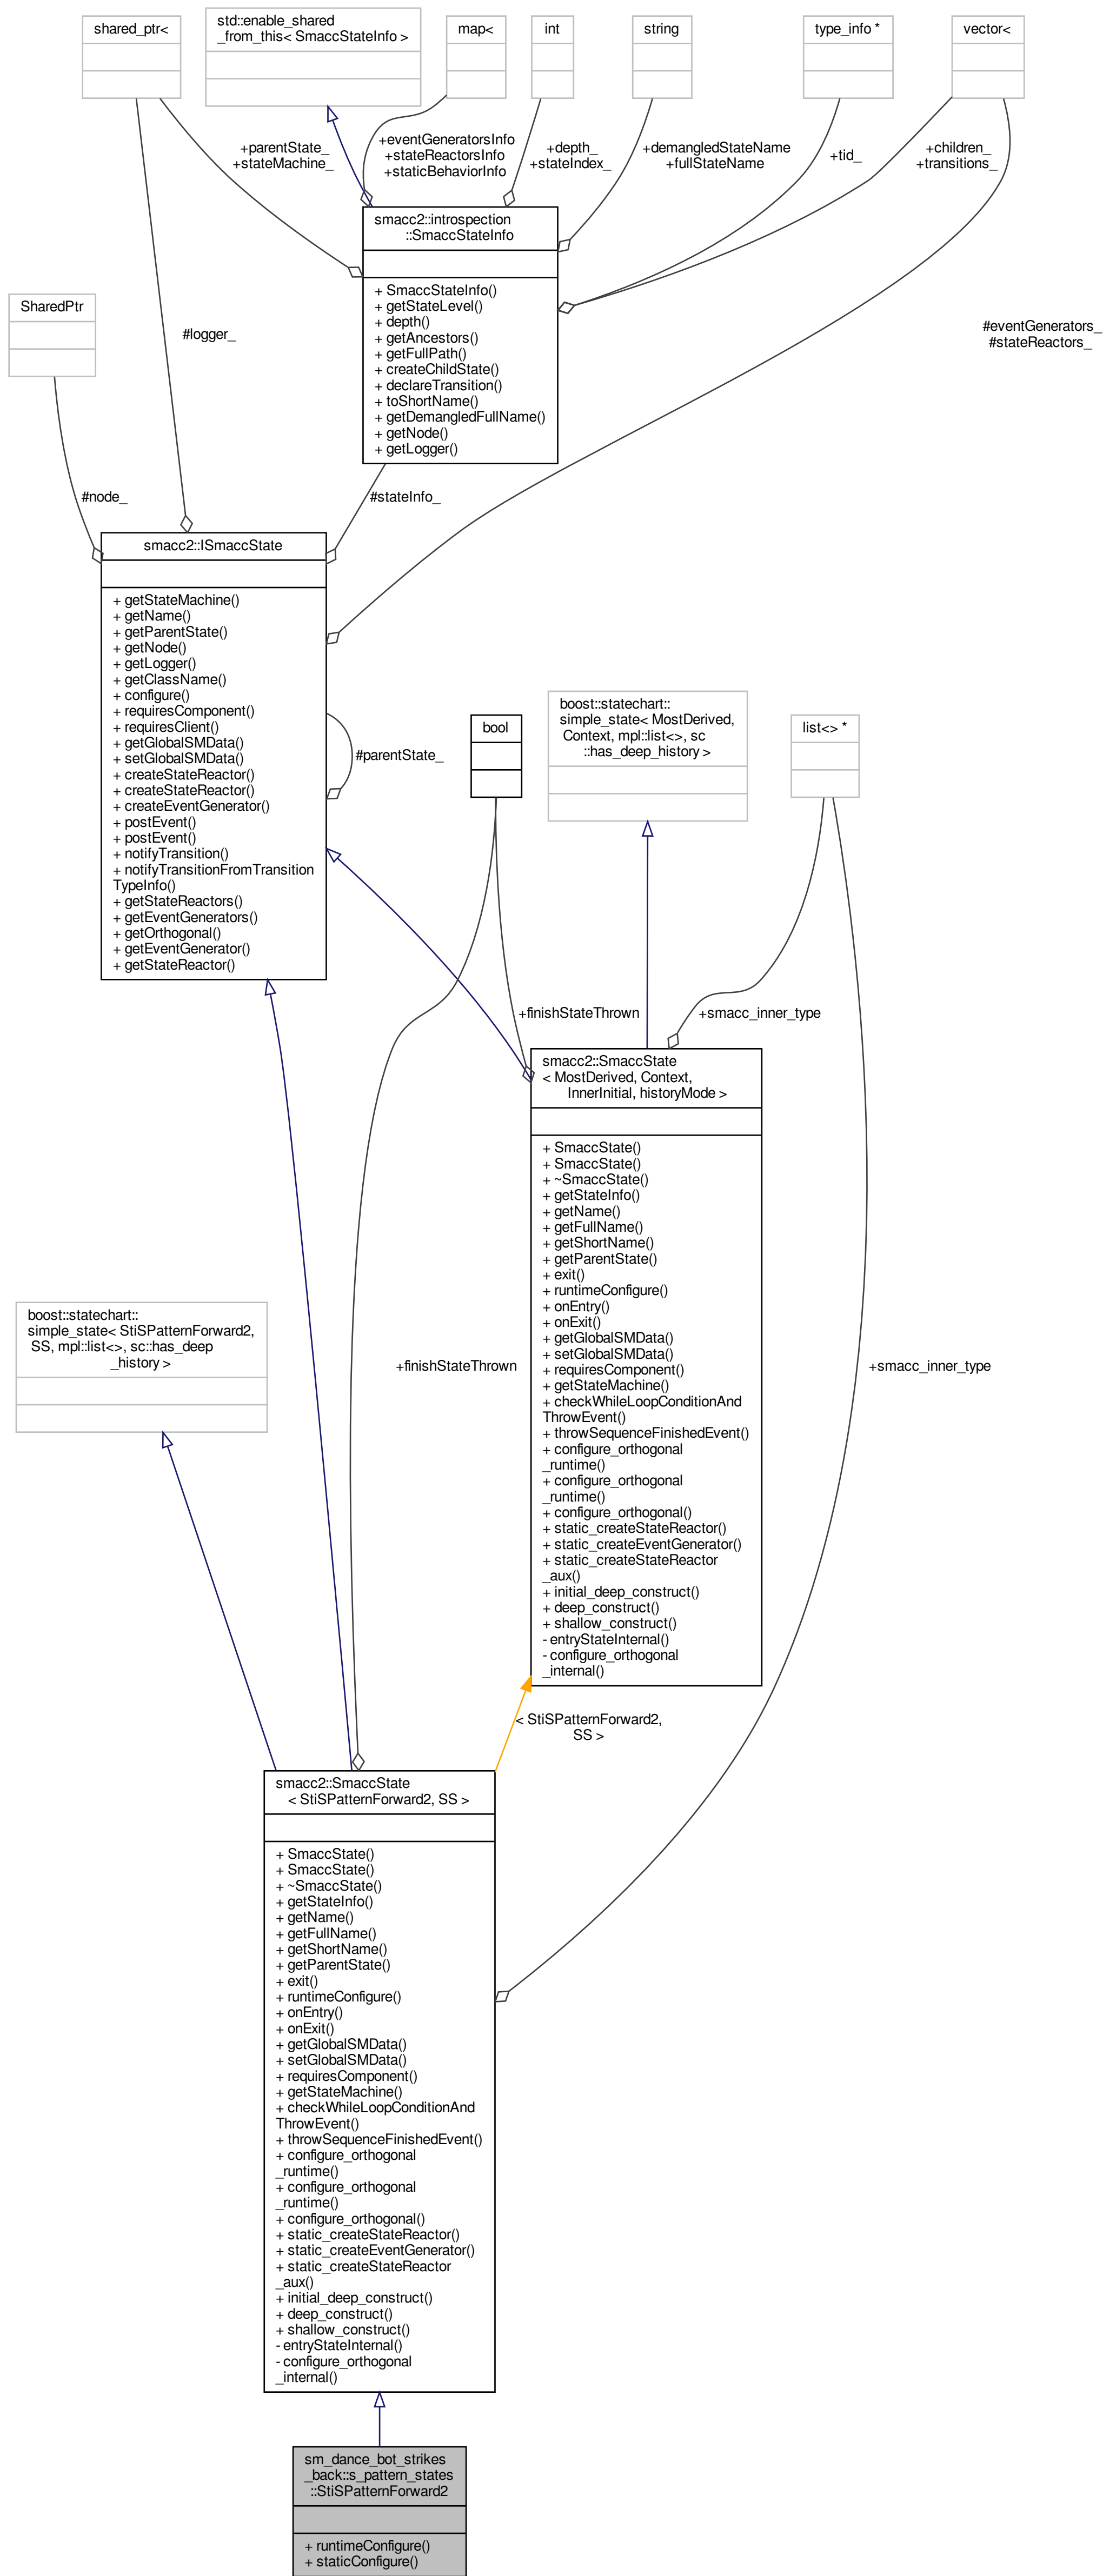 shared_ptr<
std::enable_shared
_from_this< SmaccStateInfo >
map<
int
string
type_info *
vector<
+parentState_
+stateMachine_
+eventGeneratorsInfo
+stateReactorsInfo
+staticBehaviorInfo
+depth_
+stateIndex_
+demangledStateName
+fullStateName
+tid_
+children_
+transitions_
smacc2::introspection
::SmaccStateInfo
+ SmaccStateInfo()
+ getStateLevel()
+ depth()
+ getAncestors()
+ getFullPath()
+ createChildState()
+ declareTransition()
+ toShortName()
+ getDemangledFullName()
+ getNode()
+ getLogger()
SharedPtr
#logger_
#eventGenerators_
#stateReactors_
#node_
#stateInfo_
smacc2::ISmaccState
+ getStateMachine()
+ getName()
+ getParentState()
+ getNode()
+ getLogger()
+ getClassName()
+ configure()
+ requiresComponent()
+ requiresClient()
+ getGlobalSMData()
+ setGlobalSMData()
+ createStateReactor()
+ createStateReactor()
+ createEventGenerator()
+ postEvent()
+ postEvent()
+ notifyTransition()
+ notifyTransitionFromTransition
TypeInfo()
+ getStateReactors()
+ getEventGenerators()
+ getOrthogonal()
+ getEventGenerator()
+ getStateReactor()
#parentState_
bool
boost::statechart::
simple_state< MostDerived,
Context, mpl::list<>, sc
::has_deep_history >
list<> *
+finishStateThrown
+smacc_inner_type
smacc2::SmaccState
< MostDerived, Context,
InnerInitial, historyMode >
+ SmaccState()
+ SmaccState()
+ ~SmaccState()
+ getStateInfo()
+ getName()
+ getFullName()
+ getShortName()
+ getParentState()
+ exit()
+ runtimeConfigure()
+ onEntry()
+ onExit()
+ getGlobalSMData()
+ setGlobalSMData()
+ requiresComponent()
+ getStateMachine()
+ checkWhileLoopConditionAnd
ThrowEvent()
+ throwSequenceFinishedEvent()
+ configure_orthogonal
_runtime()
+ configure_orthogonal
_runtime()
+ configure_orthogonal()
+ static_createStateReactor()
+ static_createEventGenerator()
+ static_createStateReactor
_aux()
+ initial_deep_construct()
+ deep_construct()
+ shallow_construct()
- entryStateInternal()
- configure_orthogonal
_internal()
boost::statechart::
simple_state< StiSPatternForward2,
SS, mpl::list<>, sc::has_deep
_history >
+finishStateThrown
+smacc_inner_type
< StiSPatternForward2,
SS >
smacc2::SmaccState
< StiSPatternForward2, SS >
+ SmaccState()
+ SmaccState()
+ ~SmaccState()
+ getStateInfo()
+ getName()
+ getFullName()
+ getShortName()
+ getParentState()
+ exit()
+ runtimeConfigure()
+ onEntry()
+ onExit()
+ getGlobalSMData()
+ setGlobalSMData()
+ requiresComponent()
+ getStateMachine()
+ checkWhileLoopConditionAnd
ThrowEvent()
+ throwSequenceFinishedEvent()
+ configure_orthogonal
_runtime()
+ configure_orthogonal
_runtime()
+ configure_orthogonal()
+ static_createStateReactor()
+ static_createEventGenerator()
+ static_createStateReactor
_aux()
+ initial_deep_construct()
+ deep_construct()
+ shallow_construct()
- entryStateInternal()
- configure_orthogonal
_internal()
sm_dance_bot_strikes
_back::s_pattern_states
::StiSPatternForward2
+ runtimeConfigure()
+ staticConfigure()